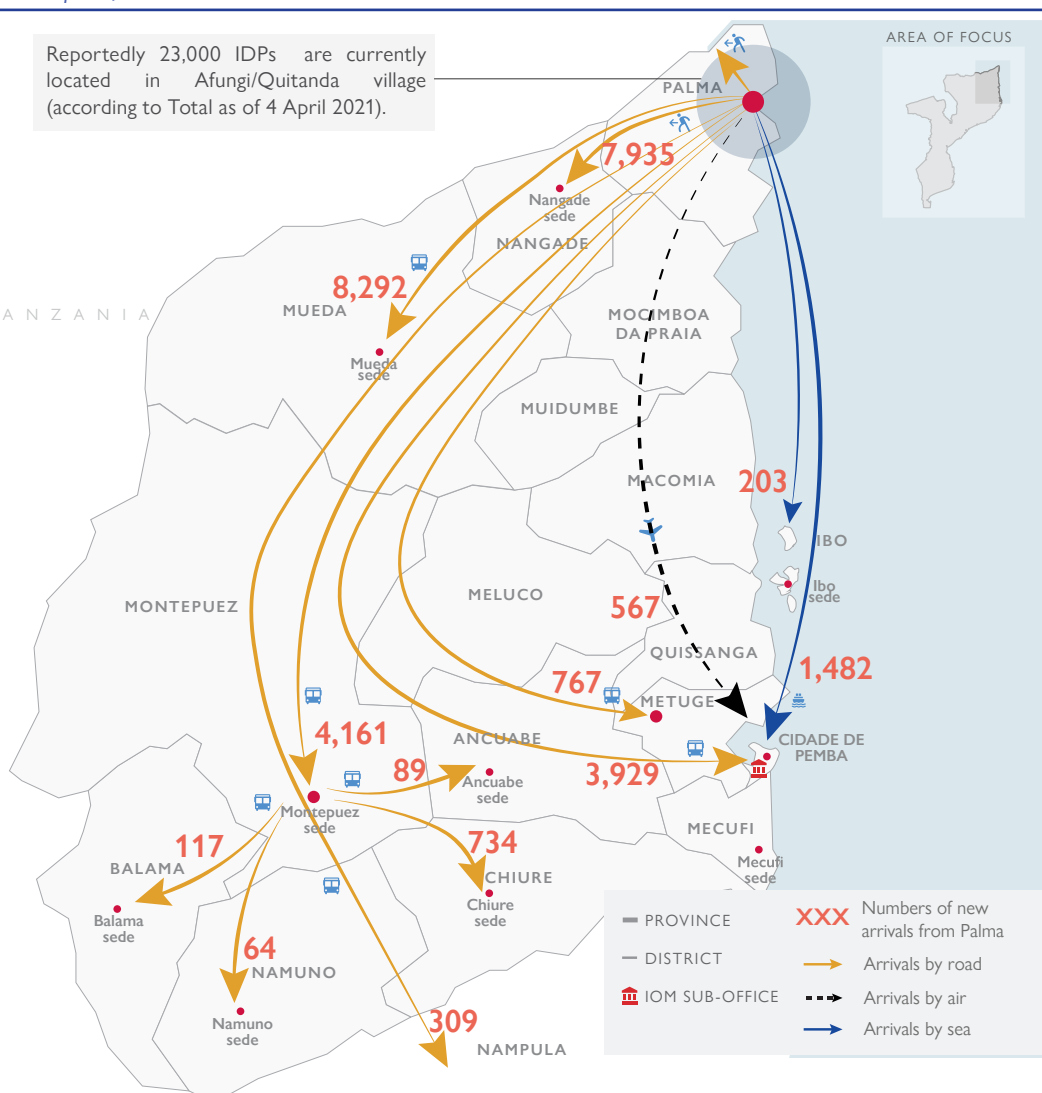 Reportedly 23,000 IDPs are currently
located in Afungi/Quitanda village
(according to Total as of 4 April 2021).
AREA OF FOCUS
PALMA
7,935
Nangade
sede
NANGADE
8,292
MUEDA
ANZANIA
MOCIMBOA
DA PRAIA
Mueda
sede
MUIDUMBE
MACOMIA
203
IBO
Ibo
sede
MONTEPUEZ
MELUCO
567
QUISSANGA
1,482
767
METUGE
4,161
ANCUABE
CIDADE DE
PEMBA
89
Ancuabe
sede
3,929
Montepuez
sede
MECUFI
117
734
Mecufi
sede
BALAMA
CHIURE
Balama
sede
Chiure
sede
64
NAMUNO
Namuno
sede
309
NAMPULA
PROVINCE
DISTRICT
IOM SUB-OFFICE
XXX Numbers of new
arrivals from Palma
Arrivals by road
Arrivals by air
Arrivals by sea